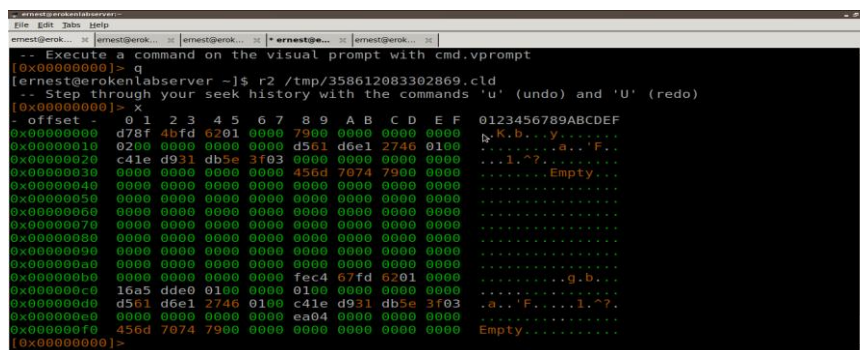 ernest@erokenlabserver:~
File Edit Tabs Help
ernest@erok... ernest@erok... ernest@erok... * ernest@e... ernest@erok...
-- Execute a command on the visual prompt with cmd.vprompt
[0x00000000]> q
[ernest@erokenlabserver ~]$ r2 /tmp/358612083302869.cld
-- Step through your seek history with the commands 'u' (undo) and 'U' (redo)
[0x00000000]> x
- offset - 0 1 2 3 4 5 6 7 8 9 A B C D E F 0123456789ABCDEF
0x00000000 d78f 4bfd 6201 0000 7900 0000 0000 0000 ..K.b...y.......
0x00000010 0200 0000 0000 0000 d561 d6e1 2746 0100 .........a..'F..
0x00000020 c41e d931 db5e 3f03 0000 0000 0000 0000 ...1.^?.........
0x00000030 0000 0000 0000 0000 456d 7074 7900 0000 ........Empty...
0x00000040 0000 0000 0000 0000 0000 0000 0000 0000 ................
0x00000050 0000 0000 0000 0000 0000 0000 0000 0000 ................
0x00000060 0000 0000 0000 0000 0000 0000 0000 0000 ................
0x00000070 0000 0000 0000 0000 0000 0000 0000 0000 ................
0x00000080 0000 0000 0000 0000 0000 0000 0000 0000 ................
0x00000090 0000 0000 0000 0000 0000 0000 0000 0000 ................
0x000000a0 0000 0000 0000 0000 0000 0000 0000 0000 ................
0x000000b0 0000 0000 0000 0000 fec4 67fd 6201 0000 ..........g.b...
0x000000c0 16a5 dde0 0100 0000 0100 0000 0000 0000 ................
0x000000d0 d561 d6e1 2746 0100 c41e d931 db5e 3f03 .a..'F.....1.^?.
0x000000e0 0000 0000 0000 0000 ea04 0000 0000 0000 ................
0x000000f0 456d 7074 7900 0000 0000 0000 0000 0000 Empty...........
[0x00000000]>